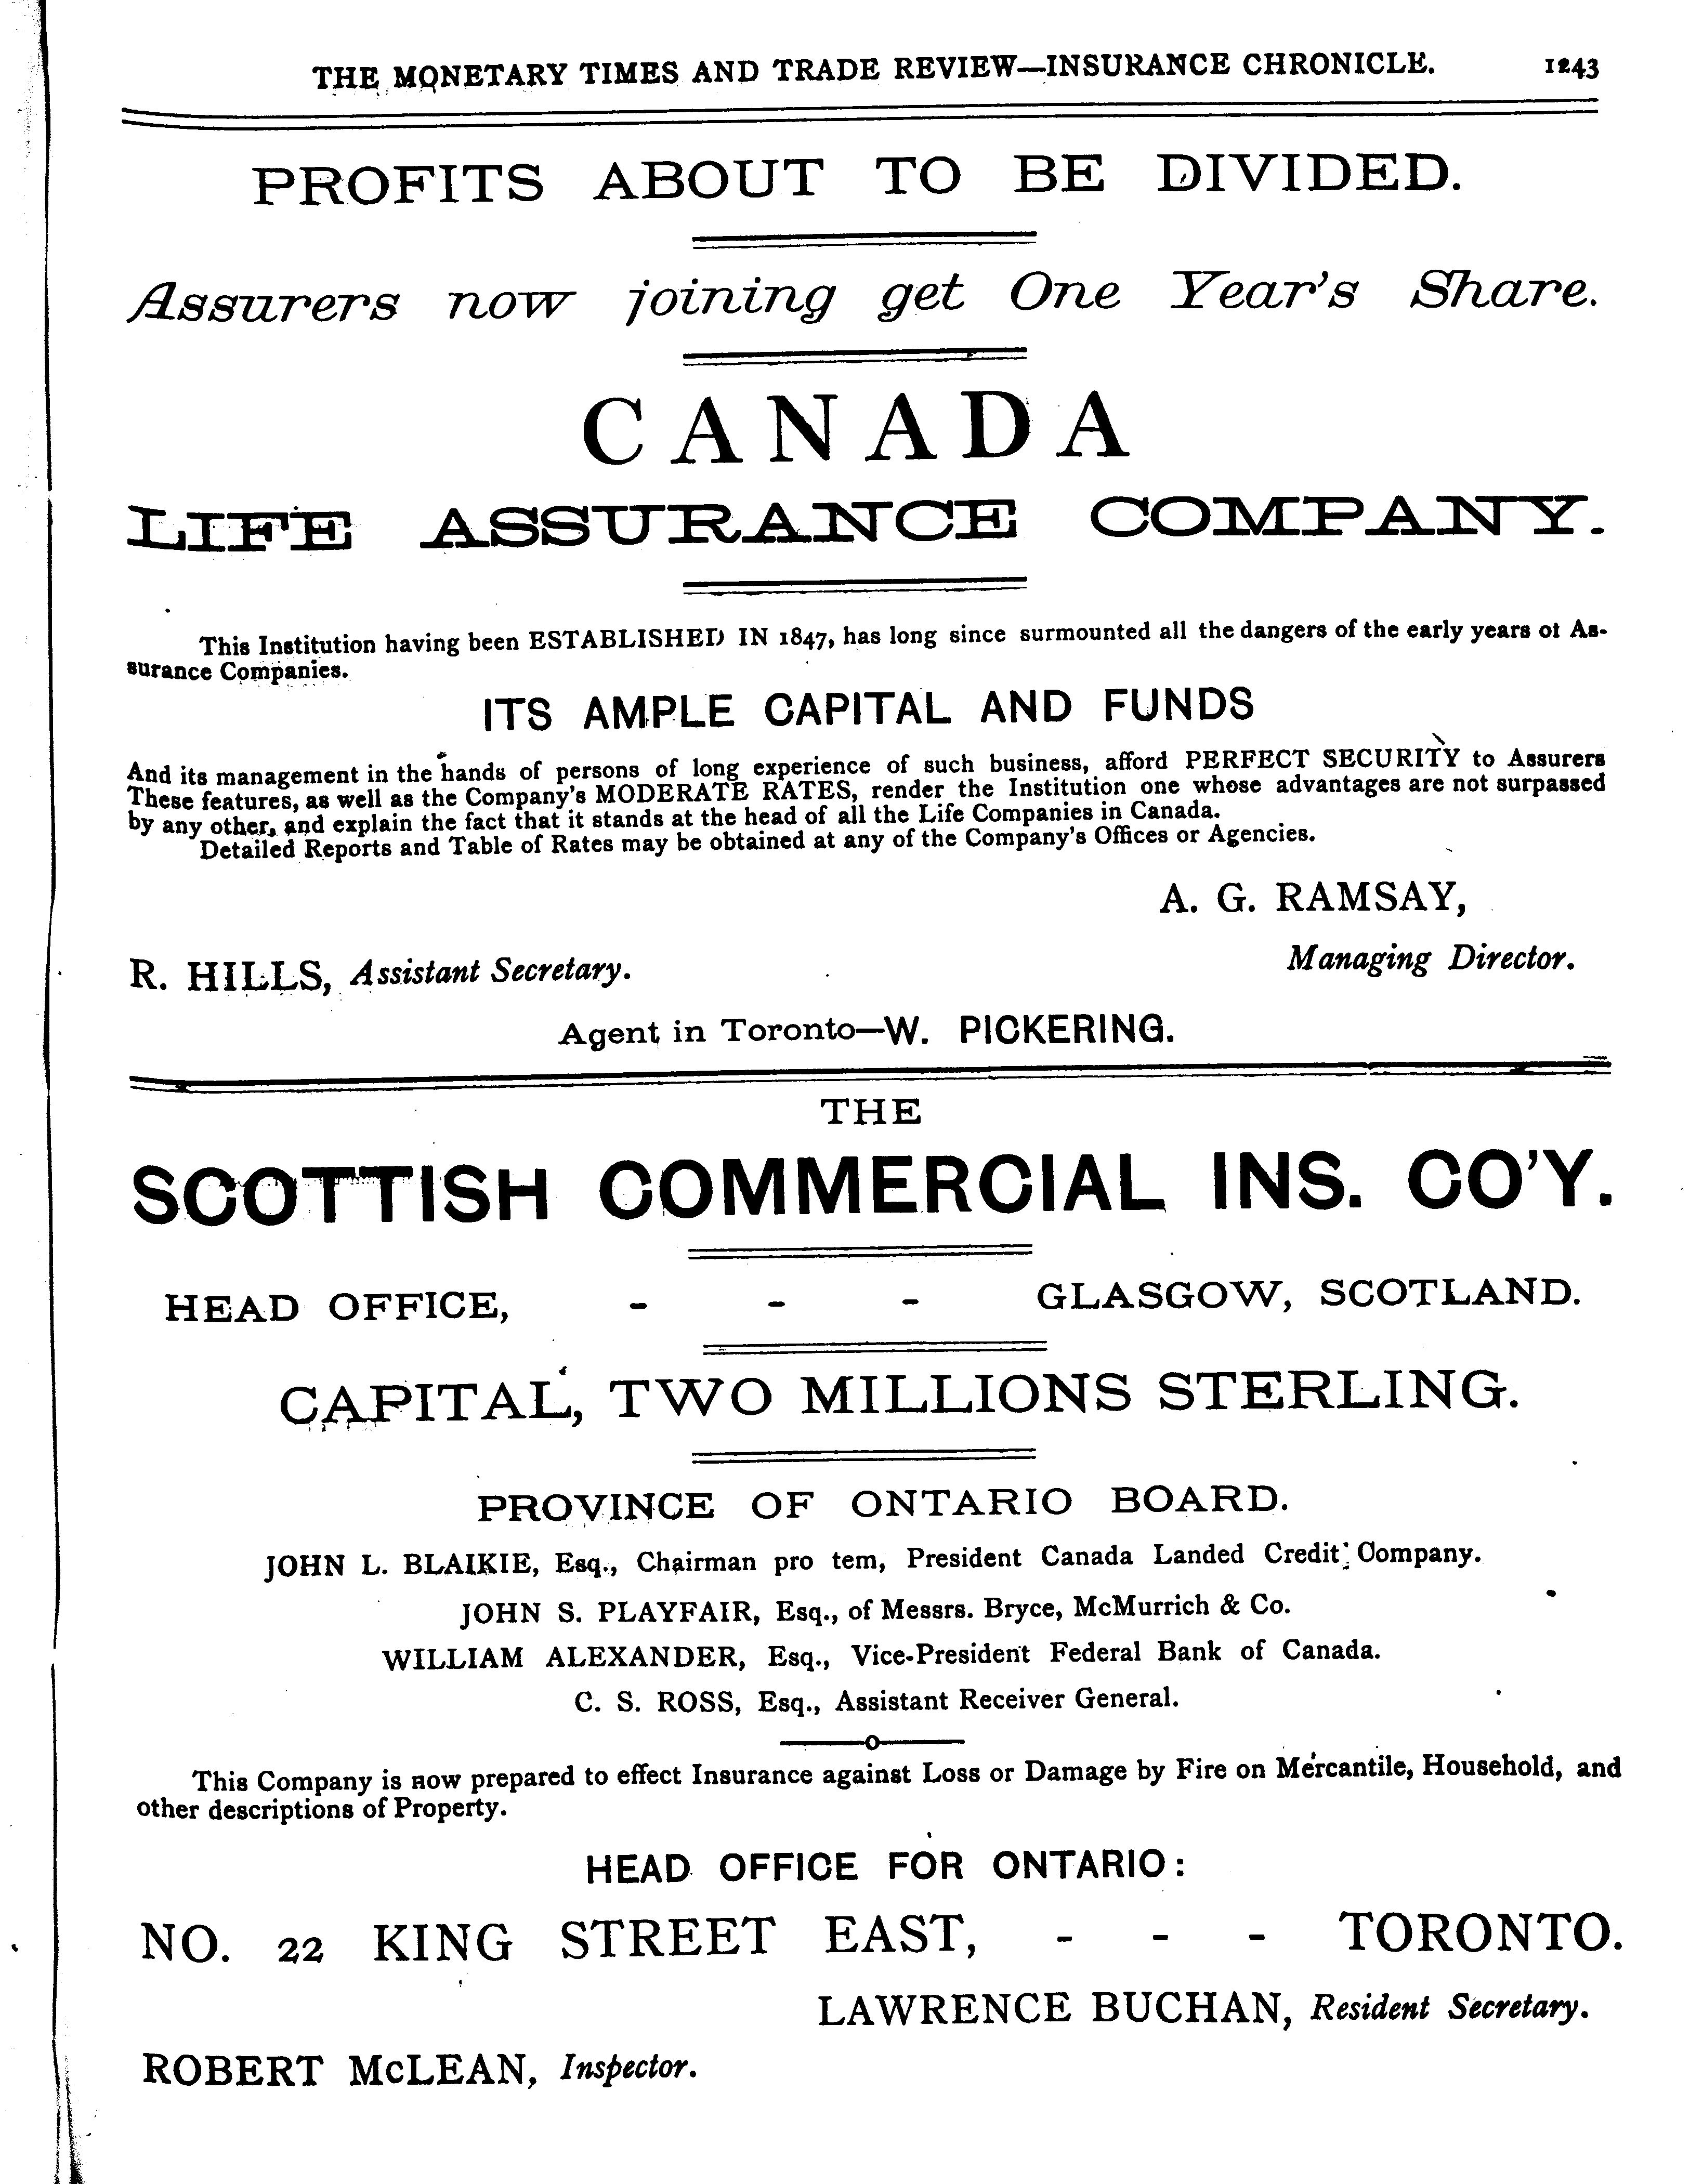 THE MONETARY TIMES AND TRADE REVIEW—INSURANCE CHRONICLE. 1243
PROFITS ABOUT TO BE DIVIDED.
Assurers now joining get One Year's Share.
CANADA
LIFE ASSURANCE COMPANY.
This Institution having been ESTABLISHED IN 1847, has long since surmounted all the dangers of the early years of As-
surance Companies.
ITS AMPLE CAPITAL AND FUNDS
And its management in the hands of persons of long experience of such business, afford PERFECT SECURITY to Assurers
These features, as well as the Company's MODERATE RATES, render the Institution one whose advantages are not surpassed
by any other, and explain the fact that it stands at the head of all the Life Companies in Canada.
Detailed Reports and Table of Rates may be obtained at any of the Company's Offices or Agencies.
A. G. RAMSAY,
Managing Director.
R. HILLS, Assistant Secretary.
Agent in Toronto—W. PICKERING.
THE
SCOTTISH COMMERCIAL INS. CO'Y.
HEAD OFFICE, - - - GLASGOW, SCOTLAND.
CAPITAL, TWO MILLIONS STERLING.
PROVINCE OF ONTARIO BOARD.
JOHN L. BLAIKIE, Esq., Chairman pro tem, President Canada Landed Credit Company.
JOHN S. PLAYFAIR, Esq., of Messrs. Bryce, McMurrich & Co.
WILLIAM ALEXANDER, Esq., Vice-President Federal Bank of Canada.
C. S. ROSS, Esq., Assistant Receiver General.
This Company is now prepared to effect Insurance against Loss or Damage by Fire on Mercantile, Household, and
other descriptions of Property.
HEAD OFFICE FOR ONTARIO:
NO. 22 KING STREET EAST, - - - TORONTO.
LAWRENCE BUCHAN, Resident Secretary.
ROBERT McLEAN, Inspector.